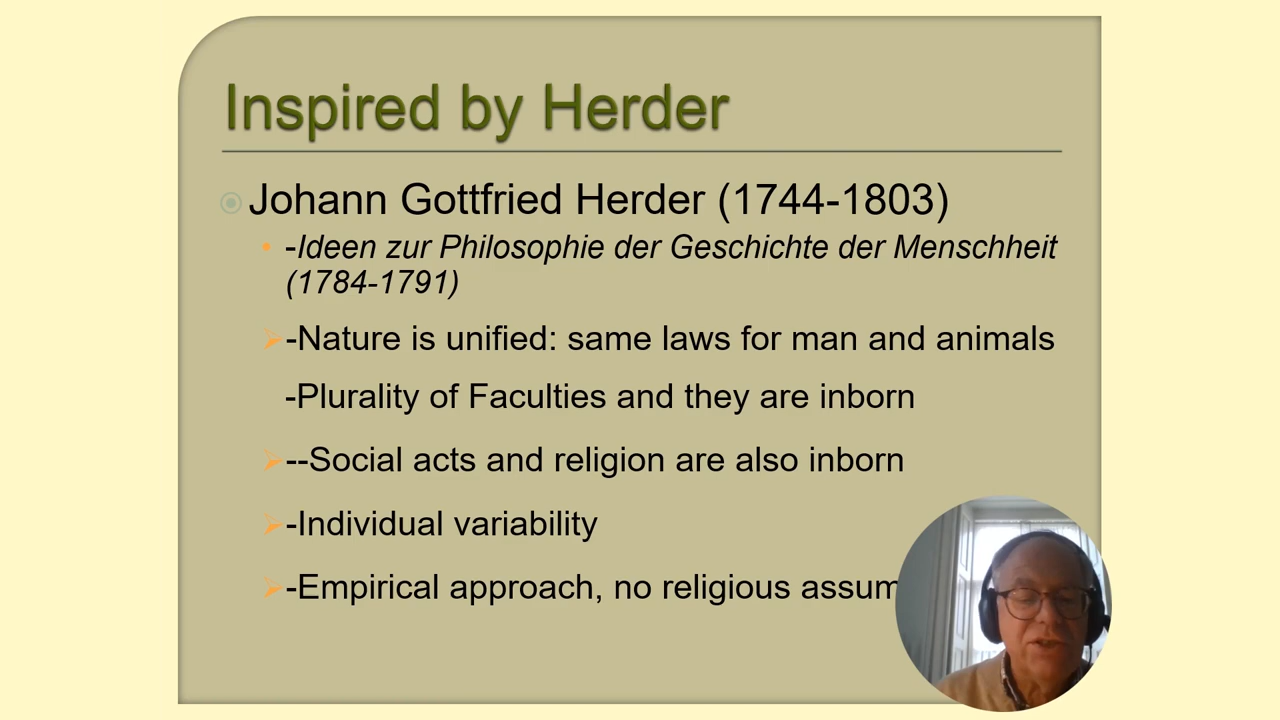 Inspired by Herder
Johann Gottfried Herder (1744-1803)
-Ideen zur Philosophie der Geschichte der Menschheit
(1784-1791)
-Nature is unified: same laws for man and animals
-Plurality of Faculties and they are inborn
--Social acts and religion are also inborn
-Individual variability
-Empirical approach, no religious